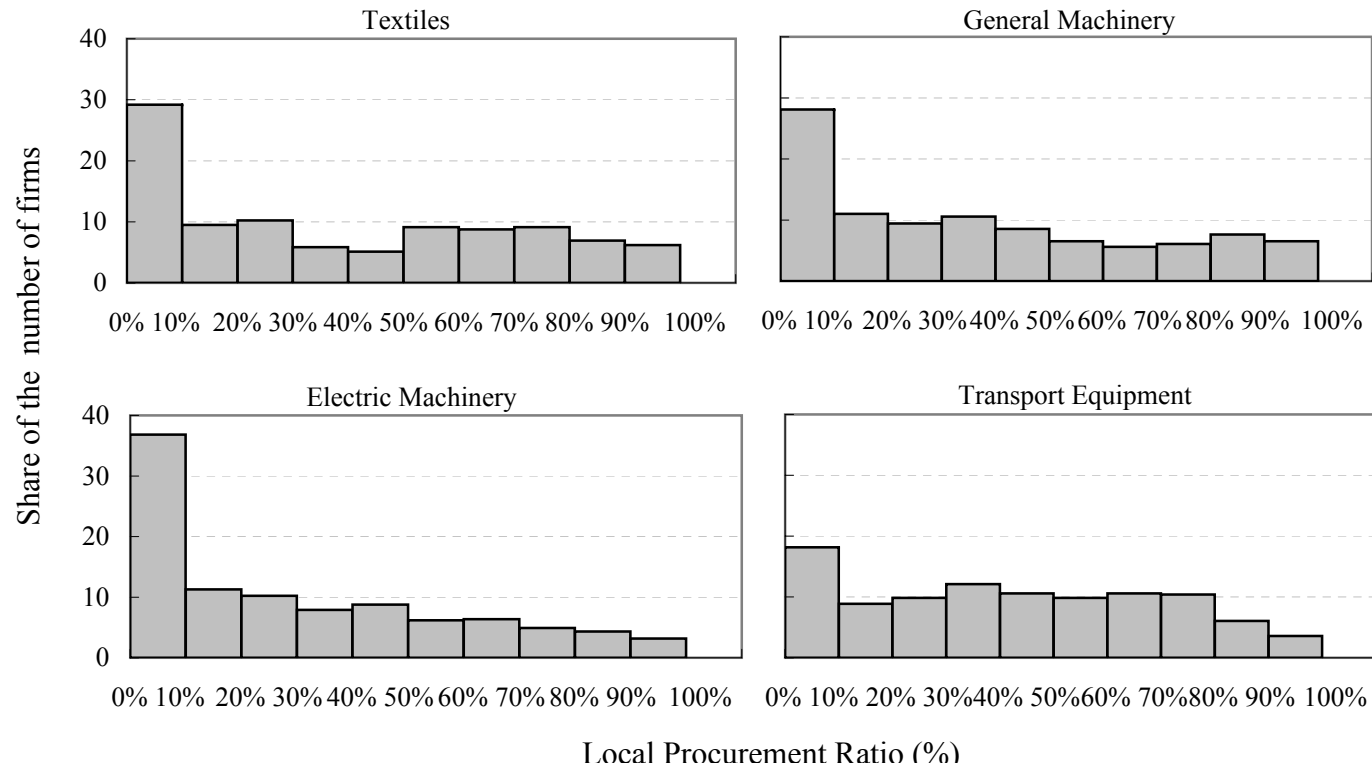 Textiles
General Machinery
Share of the number of firms
40
30
20
10
0
0% 10% 20% 30% 40% 50% 60% 70% 80% 90% 100%
0% 10% 20% 30% 40% 50% 60% 70% 80% 90% 100%
Electric Machinery
Transport Equipment
40
30
20
10
0
0% 10% 20% 30% 40% 50% 60% 70% 80% 90% 100%
0% 10% 20% 30% 40% 50% 60% 70% 80% 90% 100%
Local Procurement Ratio (%)